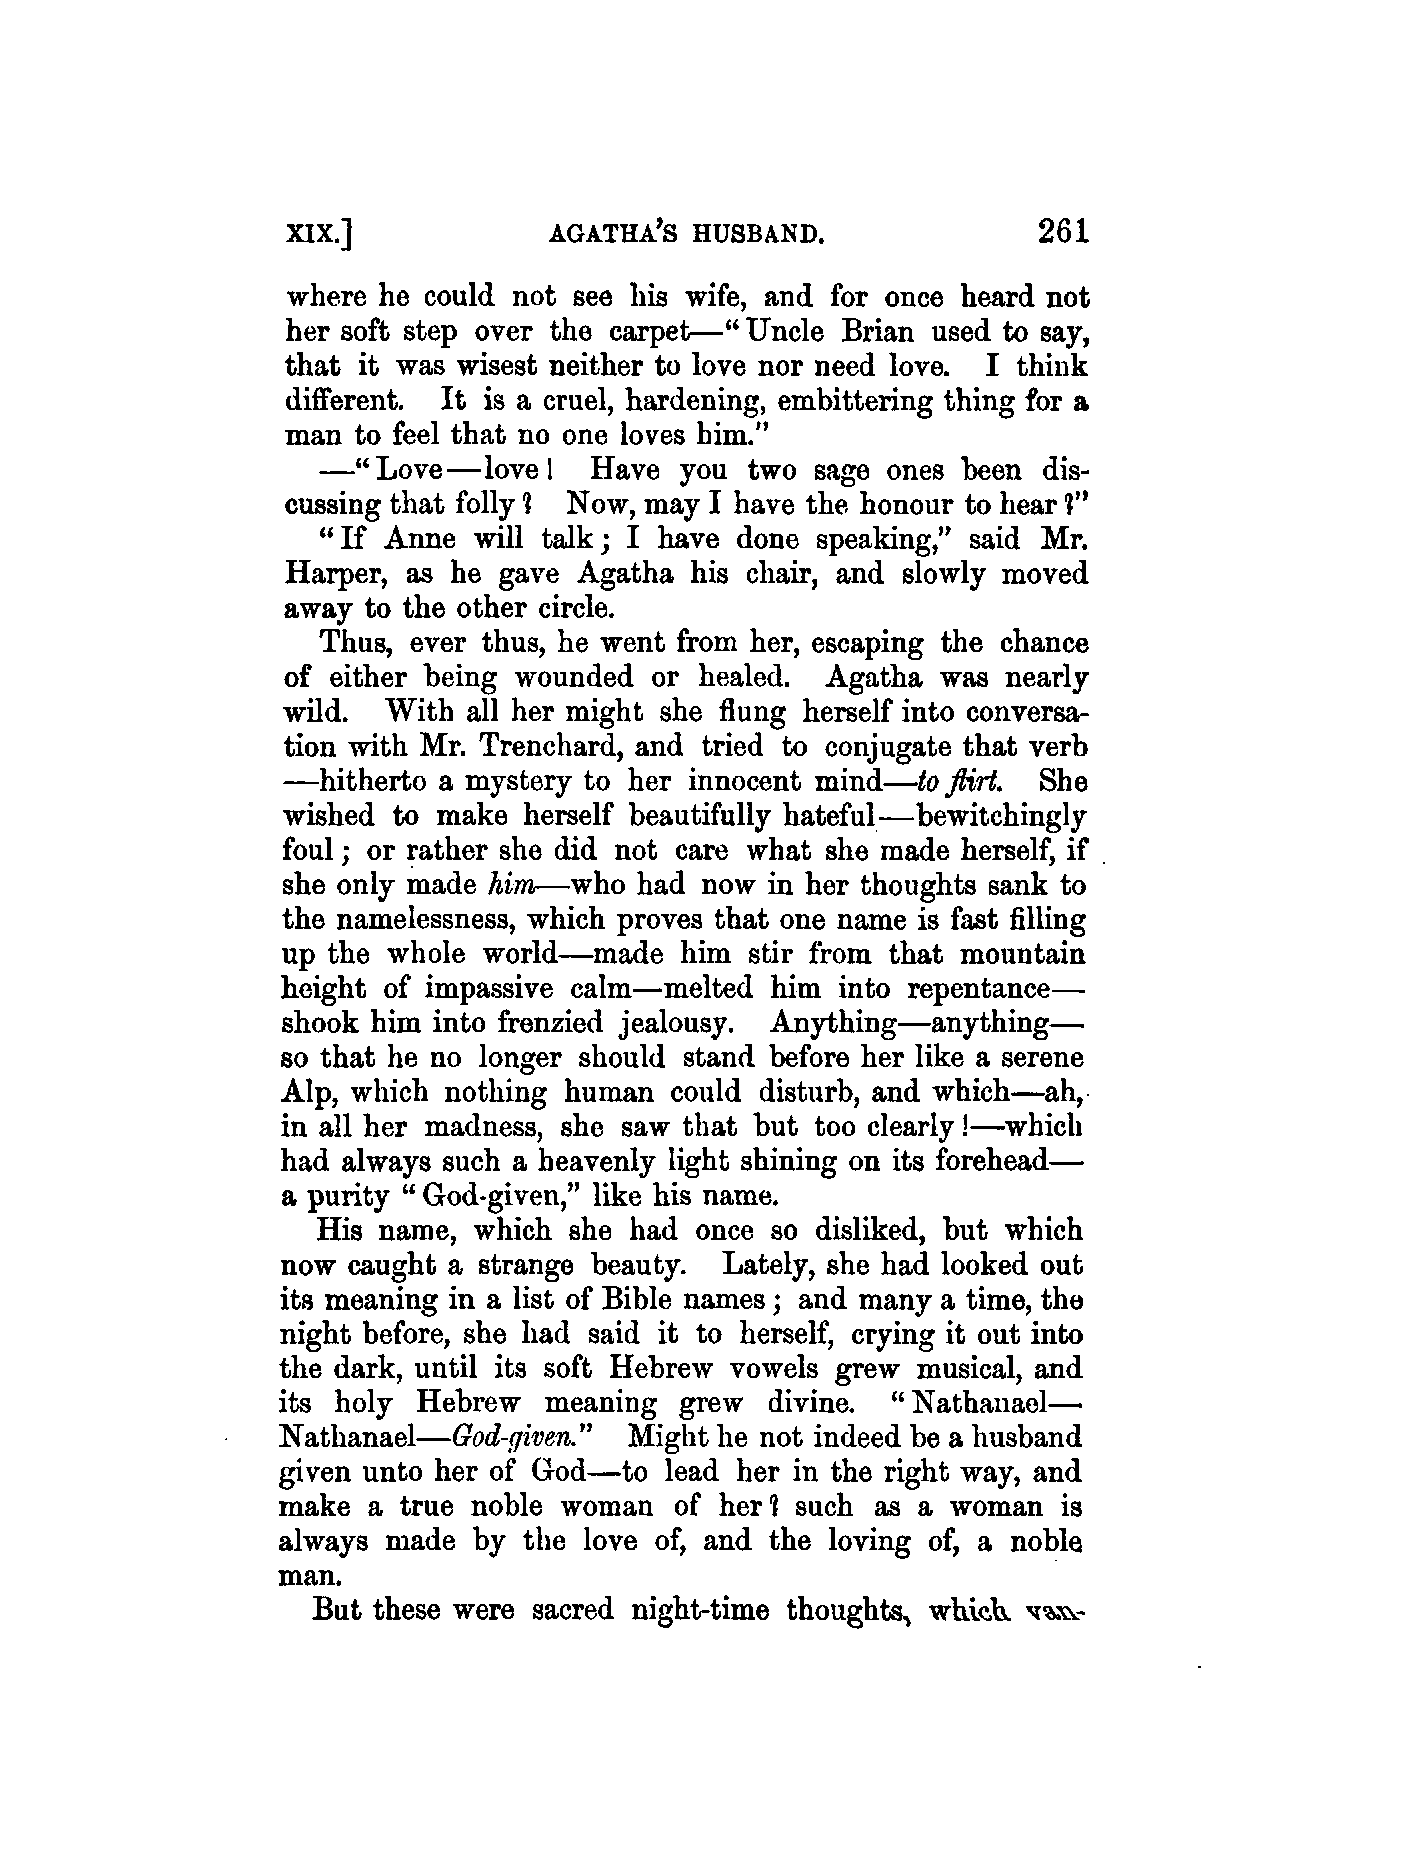 XIX.] AGATHA'S HUSBAND. 261
where he could not see his wife, and for once heard not
her soft step over the carpet—“Uncle Brian used to say,
that it was wisest neither to love nor need love. I think
different. It is a cruel, hardening, embittering thing for a
man to feel that no one loves him.”
—“Love—love! Have you two sage ones been dis-
cussing that folly? Now, may I have the honour to hear?”
“If Anne will talk; I have done speaking,” said Mr.
Harper, as he gave Agatha his chair, and slowly moved
away to the other circle.
Thus, ever thus, he went from her, escaping the chance
of either being wounded or healed. Agatha was nearly
wild. With all her might she flung herself into conversa-
tion with Mr. Trenchard, and tried to conjugate that verb
—hitherto a mystery to her innocent mind—to flirt. She
wished to make herself beautifully hateful—bewitchingly
foul; or rather she did not care what she made herself, if
she only made him—who had now in her thoughts sank to
the namelessness, which proves that one name is fast filling
up the whole world—made him stir from that mountain
height of impassive calm—melted him into repentance—
shook him into frenzied jealousy. Anything—anything—
so that he no longer should stand before her like a serene
Alp, which nothing human could disturb, and which—ah,
in all her madness, she saw that but too clearly!—which
had always such a heavenly light shining on its forehead—
a purity “God-given,” like his name.
His name, which she had once so disliked, but which
now caught a strange beauty. Lately, she had looked out
its meaning in a list of Bible names; and many a time, the
night before, she had said it to herself, crying it out into
the dark, until its soft Hebrew vowels grew musical, and
its holy Hebrew meaning grew divine. “Nathanael—
Nathanael—God-given.” Might he not indeed be a husband
given unto her of God—to lead her in the right way, and
make a true noble woman of her? such as a woman is
always made by the love of, and the loving of, a noble
man.
But these were sacred night-time thoughts, which van-